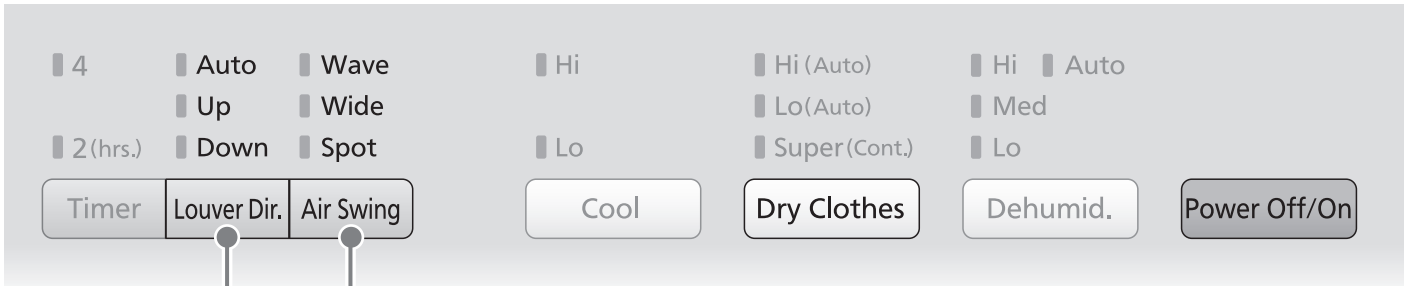 4 Auto Wave Hi Hi (Auto) Hi Auto
Up Wide Lo(Auto) Med
2(hrs.) Down Spot Lo Super(Cont.) Lo
Timer Louver Dir. Air Swing Cool Dry Clothes Dehumid. Power Off/On